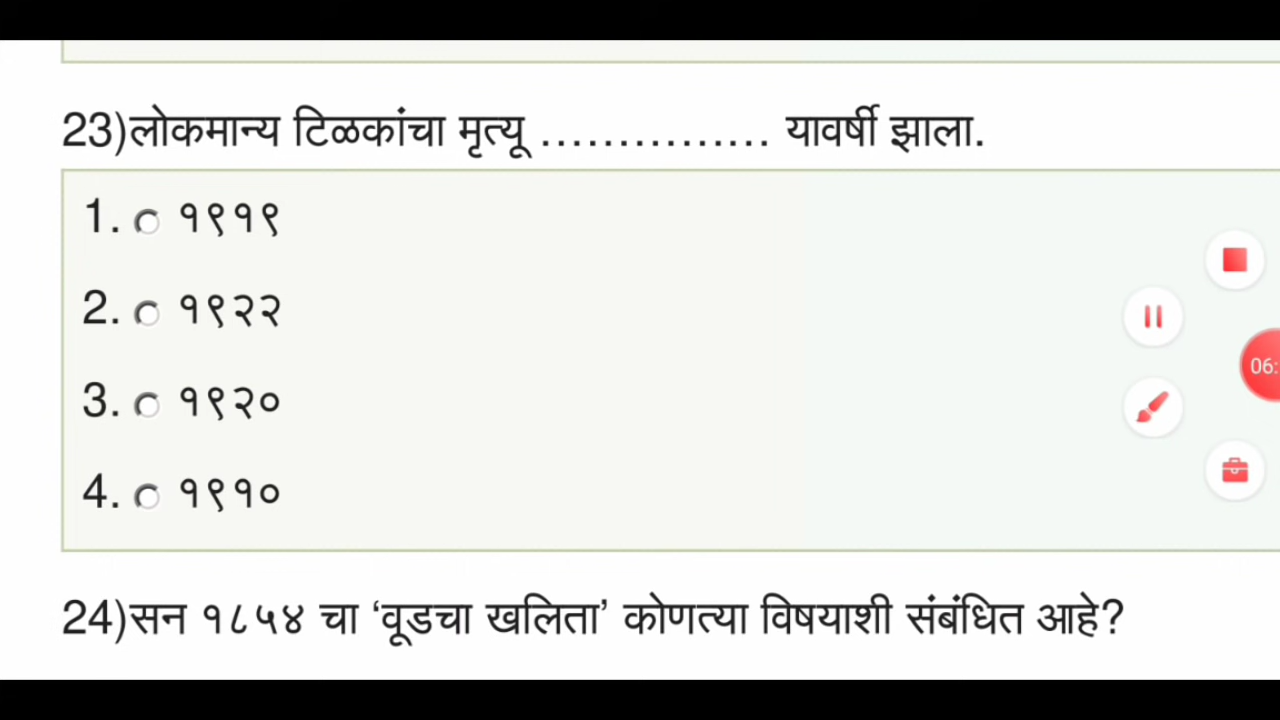 23)लोकमान्य टिळकांचा मृत्यू ............... यावर्षी झाला.
1. १९१९
2. १९२२
3. १९२०
4. १९१०
06:
24)सन १८५४ चा ‘वूडचा खलिता’ कोणत्या विषयाशी संबंधित आहे?